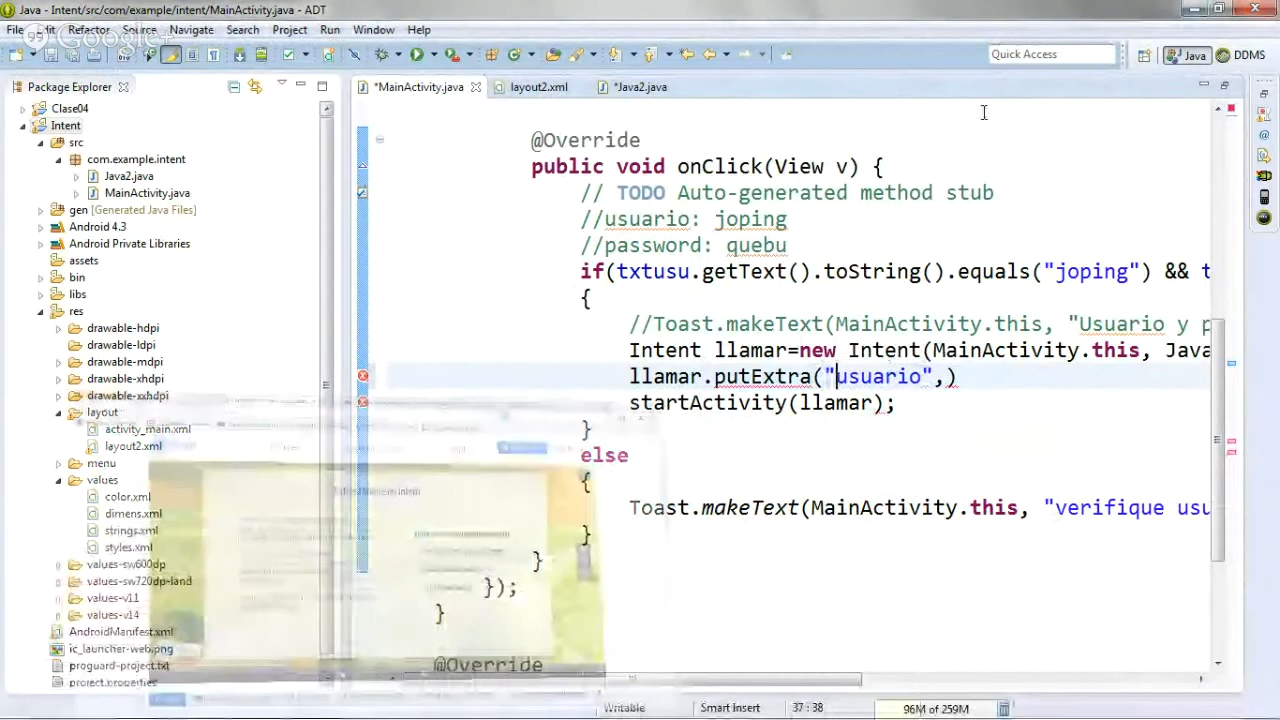 Java - Intent/src/com/example/intent/MainActivity.java - ADT
Refactor Source Navigate Search Project Run Window Help
Google+
Quick Access
Java
DDMS
Package Explorer
*MainActivity.java
layout2.xml
*Java2.java
Clase04
Intent
src
com.example.intent
Java2.java
MainActivity.java
gen [Generated Java Files]
Android 4.3
Android Private Libraries
assets
bin
libs
res
drawable-hdpi
drawable-ldpi
drawable-mdpi
drawable-xhdpi
drawable-xxhdpi
layout
activity_main.xml
layout2.xml
menu
values
color.xml
dimens.xml
strings.xml
styles.xml
values-sw600dp
values-sw720dp-land
values-v11
values-v14
AndroidManifest.xml
ic_launcher-web.png
proguard-project.txt
project.properties
@Override
public void onClick(View v) {
// TODO Auto-generated method stub
//usuario: joping
//password: quebu
if(txtusu.getText().toString().equals("joping") && t
{
//Toast.makeText(MainActivity.this, "Usuario y p
Intent llamar=new Intent(MainActivity.this, Java
llamar.putExtra("usuario",)
startActivity(llamar);
}
else
{
Toast.makeText(MainActivity.this, "verifique usu
}
}
});
}
@Override
Writable
Smart Insert
37 : 38
96M of 259M